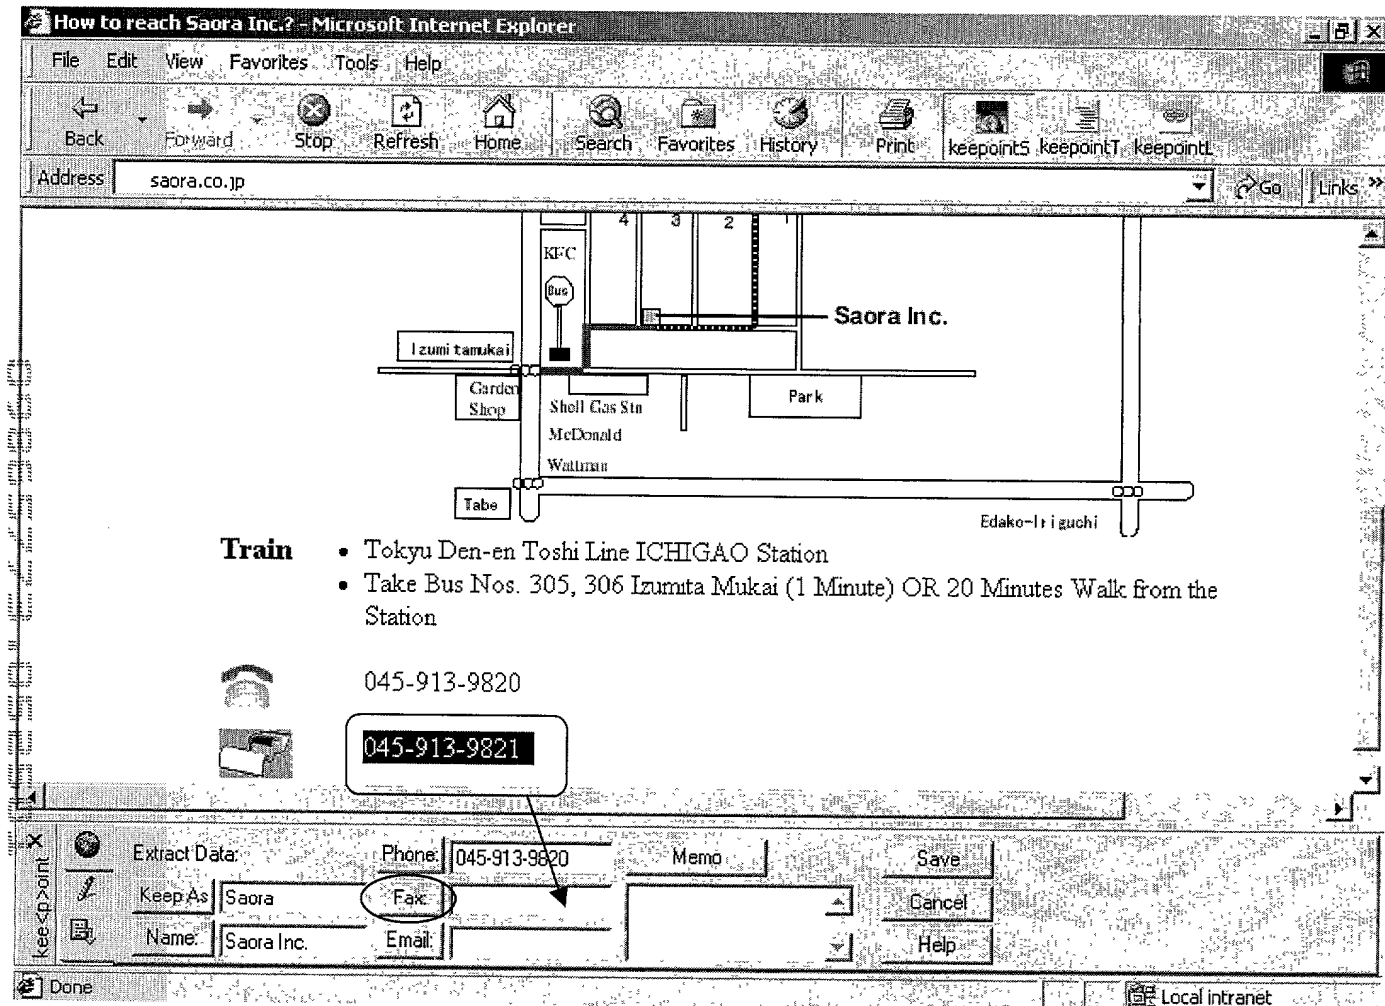 How to reach Saora Inc.? - Microsoft Internet Explorer
File Edit View Favorites Tools Help
Back Forward Stop Refresh Home Search Favorites History Print keepointS keepointT keepointL
Address saora.co.jp Go Links »
4 3 2 1
KFC
Bus
Saora Inc.
Izumi tamukai
Garden
Shop
Shell Gas Stn
Park
McDonald
Wattman
Tabe
Edako-Iriguchi
Train • Tokyu Den-en Toshi Line ICHIGAO Station
• Take Bus Nos. 305, 306 Izumita Mukai (1 Minute) OR 20 Minutes Walk from the
Station
045-913-9820
045-913-9821
kee<p>oint
Extract Data: Phone: 045-913-9820 Memo Save
Keep As Saora Fax: Cancel
Name: Saora Inc. Email: Help
Done Local intranet